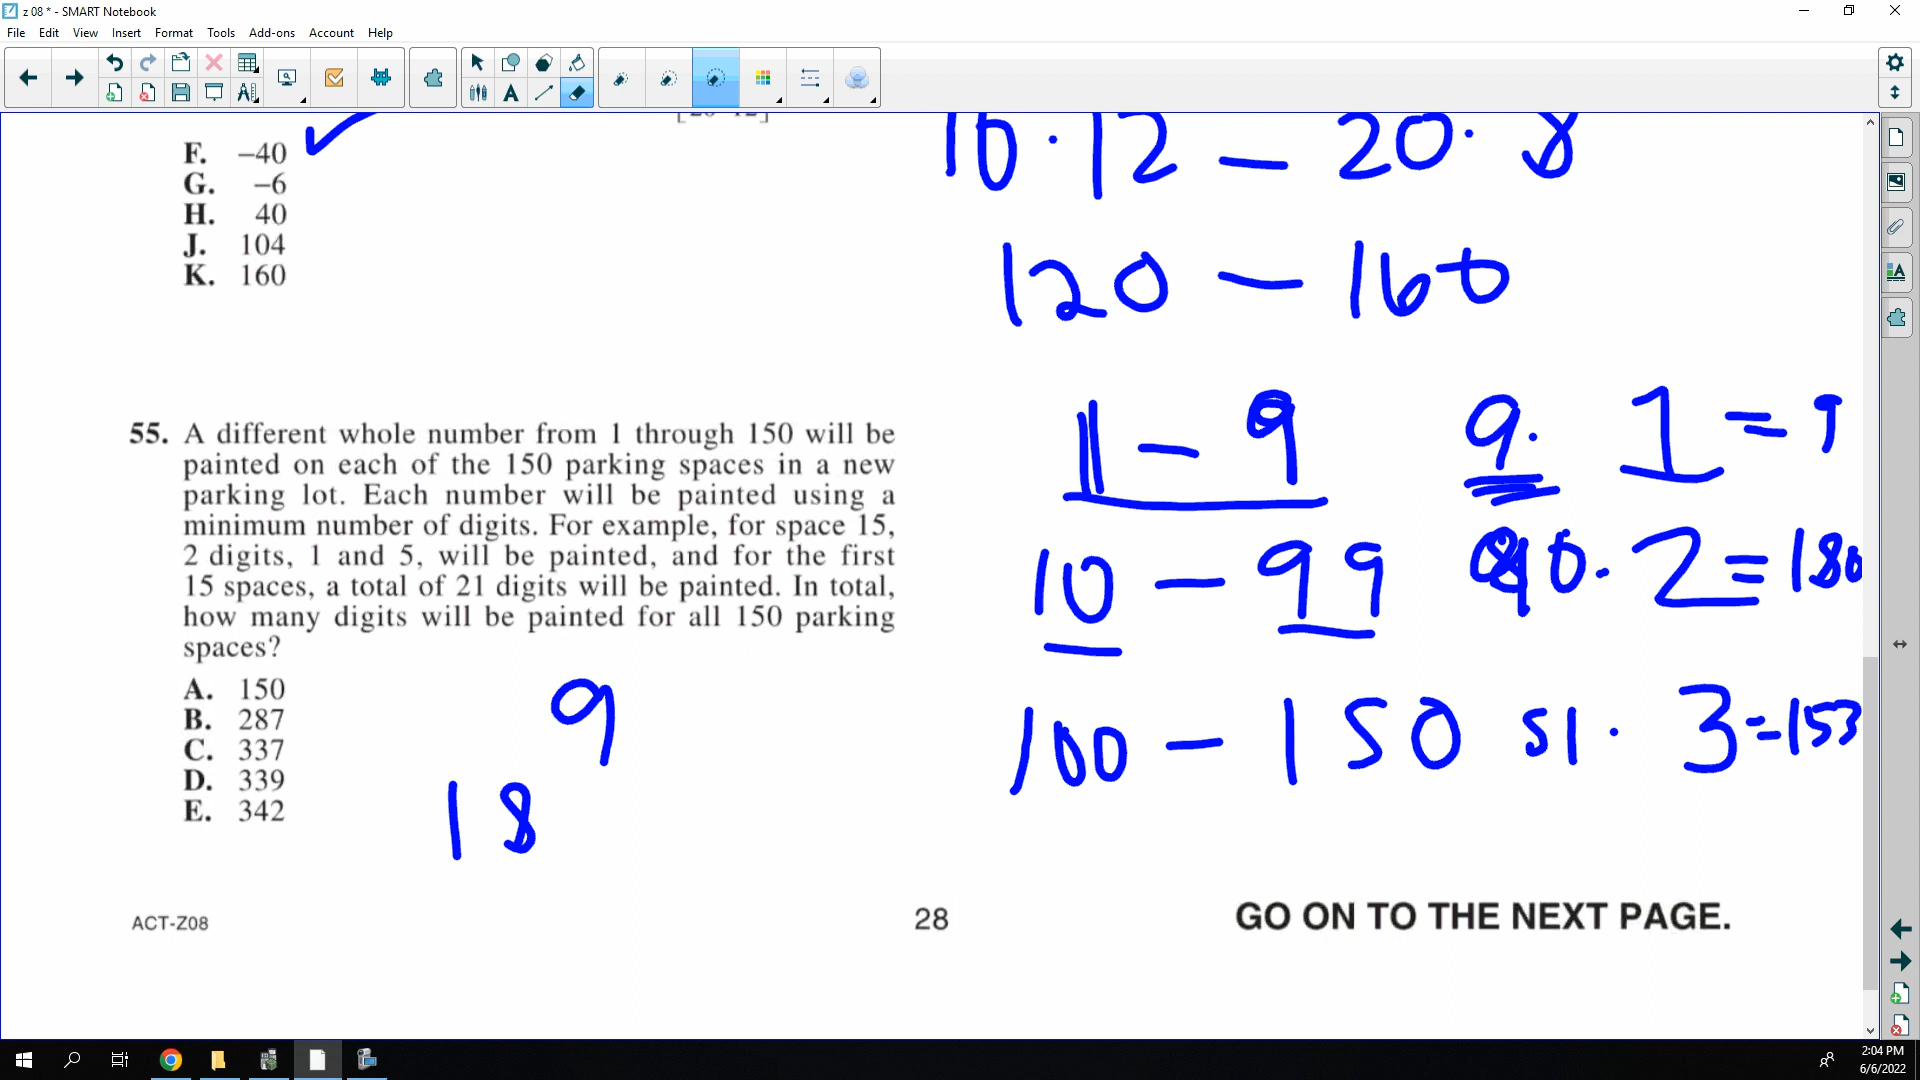 z 08 * - SMART Notebook
File Edit View Insert Format Tools Add-ons Account Help
F. –40
G. –6
H. 40
J. 104
K. 160
10 · 12 – 20 · 8
120 – 160
55. A different whole number from 1 through 150 will be
painted on each of the 150 parking spaces in a new
parking lot. Each number will be painted using a
minimum number of digits. For example, for space 15,
2 digits, 1 and 5, will be painted, and for the first
15 spaces, a total of 21 digits will be painted. In total,
how many digits will be painted for all 150 parking
spaces?
A. 150
B. 287
C. 337
D. 339
E. 342
9
18
1 – 9 9 · 1 = 9
10 – 99 90 · 2 = 180
100 – 150 51 · 3 = 153
ACT-Z08
28
GO ON TO THE NEXT PAGE.
2:04 PM
6/6/2022